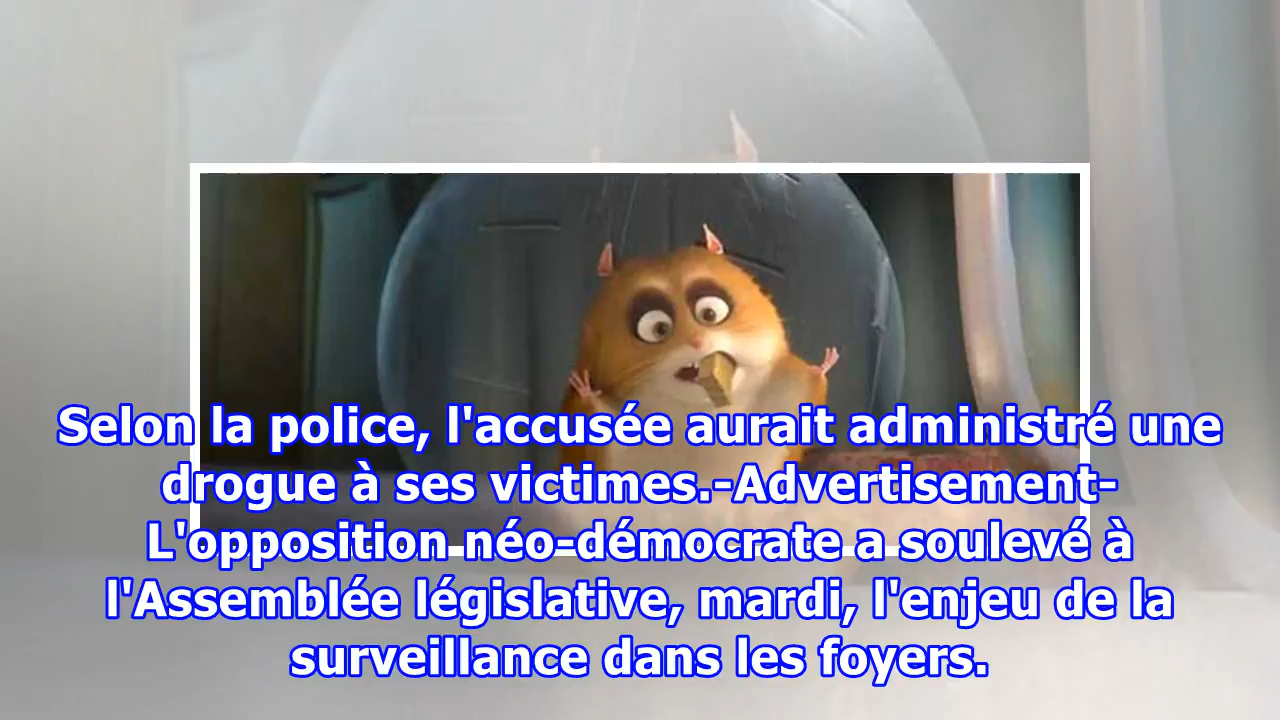 Selon la police, l'accusée aurait administré une
drogue à ses victimes.-Advertisement-
L'opposition néo-démocrate a soulevé à
l'Assemblée législative, mardi, l'enjeu de la
surveillance dans les foyers.